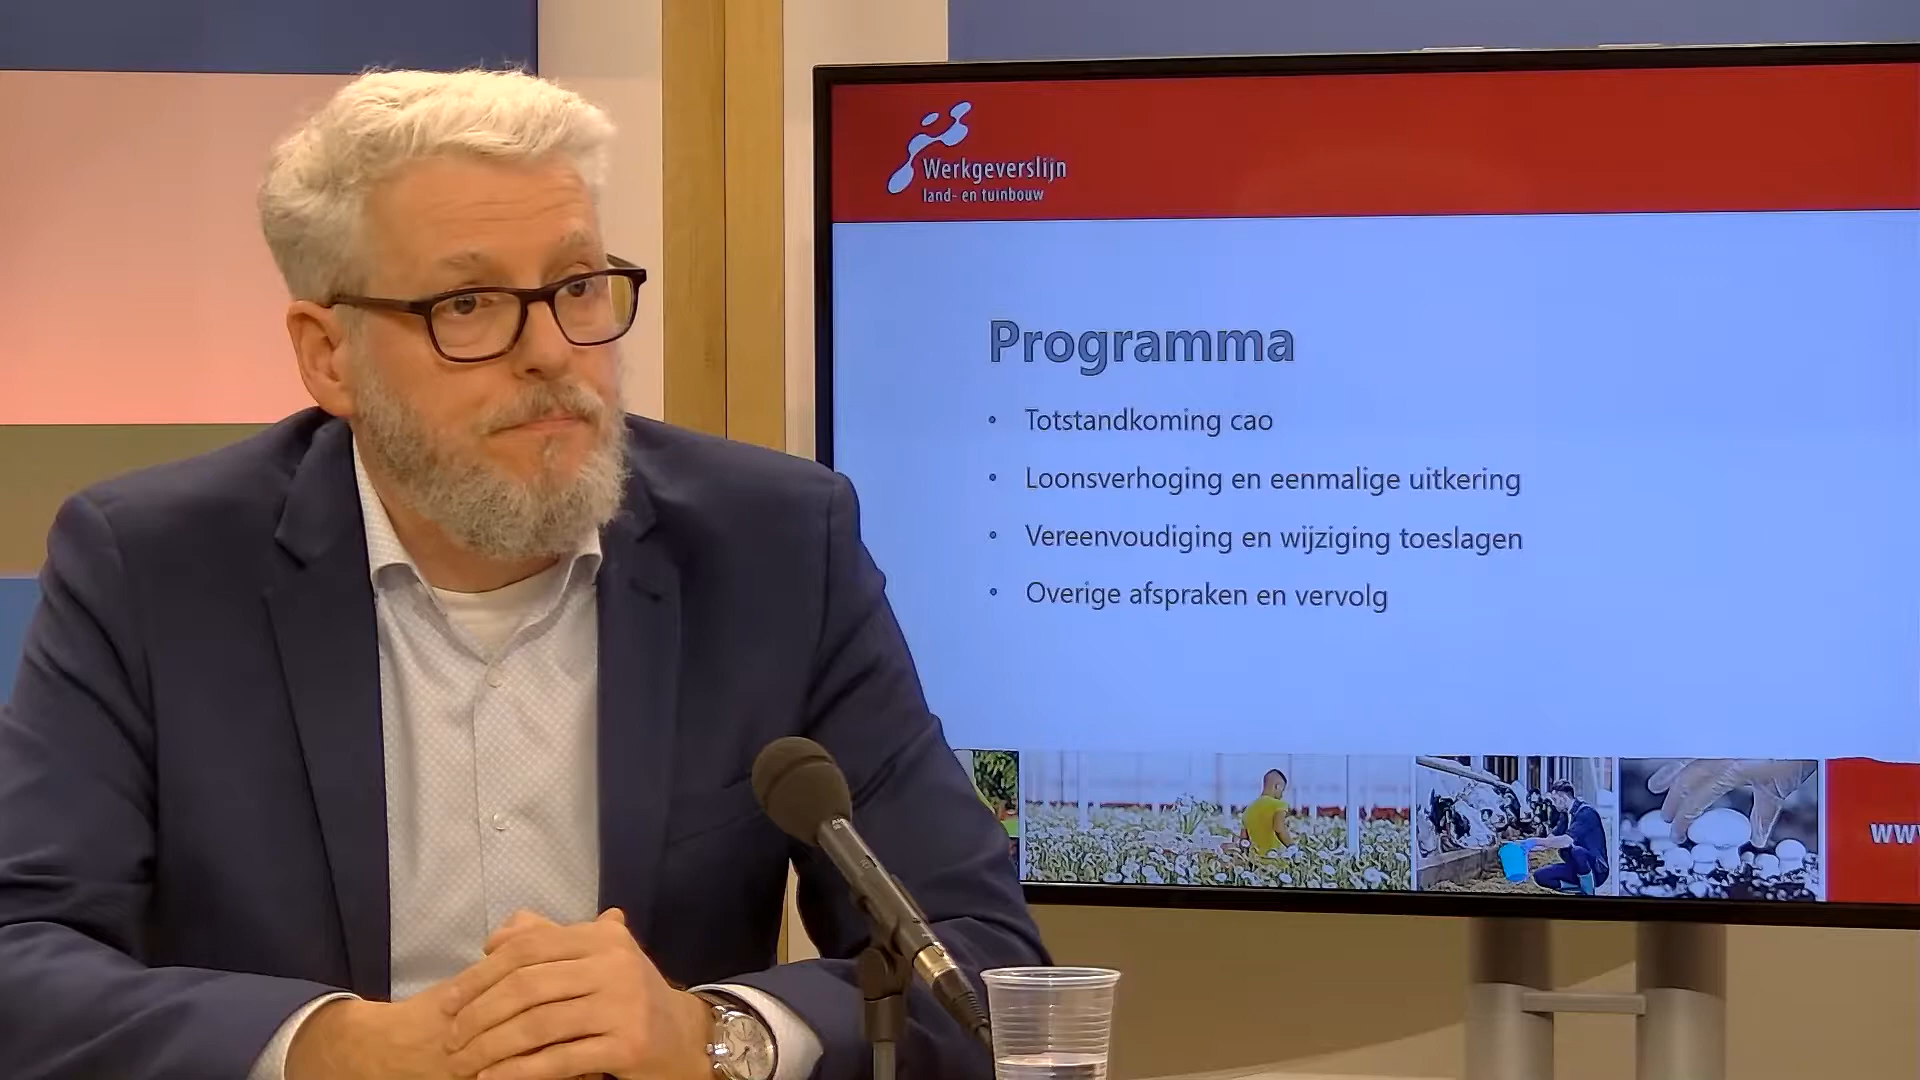 Werkgeverslijn
land- en tuinbouw
Programma
• Totstandkoming cao
• Loonsverhoging en eenmalige uitkering
• Vereenvoudiging en wijziging toeslagen
• Overige afspraken en vervolg